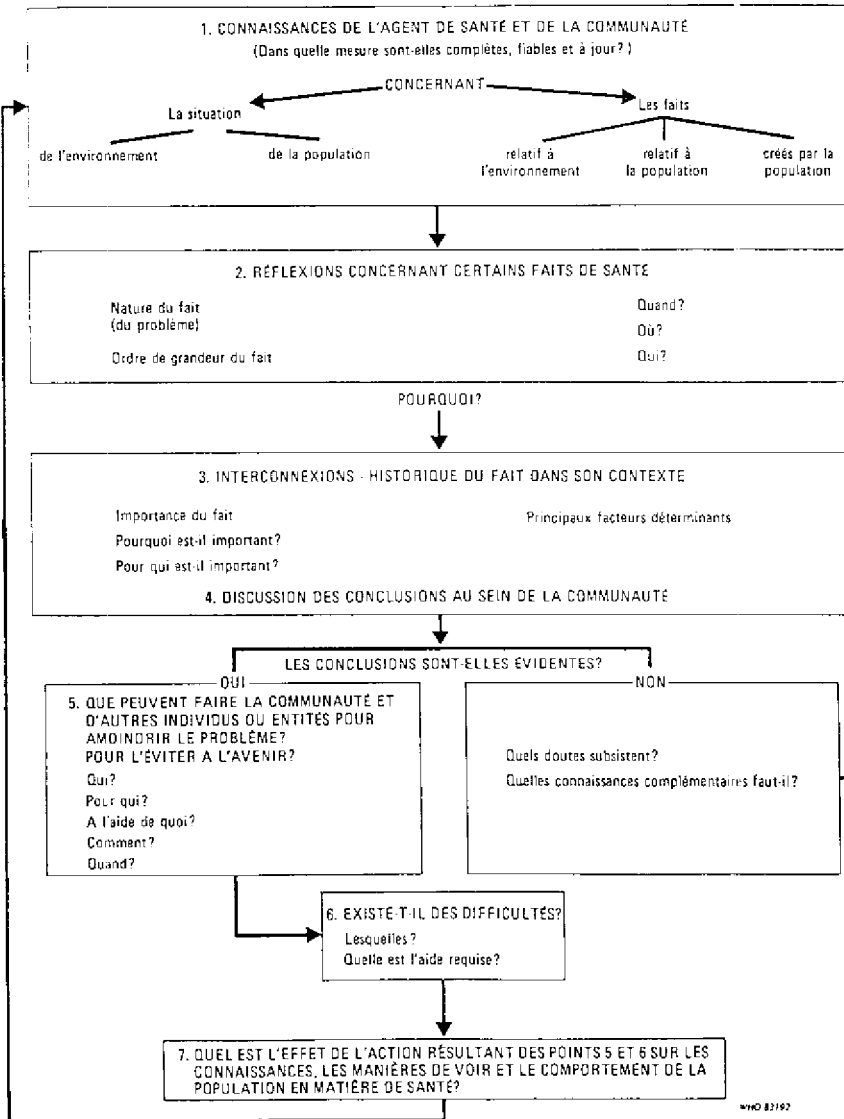 1. CONNAISSANCES DE L'AGENT DE SANTÉ ET DE LA COMMUNAUTÉ
(Dans quelle mesure sont-elles complètes, fiables et à jour?)
CONCERNANT
La situation
Les faits
de l'environnement
de la population
relatif à
l'environnement
relatif à
la population
créés par la
population
2. RÉFLEXIONS CONCERNANT CERTAINS FAITS DE SANTÉ
Nature du fait
(du problème)
Ordre de grandeur du fait
Quand?
Où?
Qui?
POURQUOI?
3. INTERCONNEXIONS - HISTORIQUE DU FAIT DANS SON CONTEXTE
Importance du fait
Pourquoi est-il important?
Pour qui est-il important?
Principaux facteurs déterminants
4. DISCUSSION DES CONCLUSIONS AU SEIN DE LA COMMUNAUTÉ
LES CONCLUSIONS SONT-ELLES ÉVIDENTES?
OUI
5. QUE PEUVENT FAIRE LA COMMUNAUTÉ ET
D'AUTRES INDIVIDUS OU ENTITÉS POUR
AMOINDRIR LE PROBLÈME?
POUR L'ÉVITER A L'AVENIR?
Qui?
Pour qui?
A l'aide de quoi?
Comment?
Quand?
NON
Quels doutes subsistent?
Quelles connaissances complémentaires faut-il?
6. EXISTE-T-IL DES DIFFICULTÉS?
Lesquelles?
Quelle est l'aide requise?
7. QUEL EST L'EFFET DE L'ACTION RÉSULTANT DES POINTS 5 ET 6 SUR LES
CONNAISSANCES, LES MANIÈRES DE VOIR ET LE COMPORTEMENT DE LA
POPULATION EN MATIÈRE DE SANTÉ?
WHO 83192